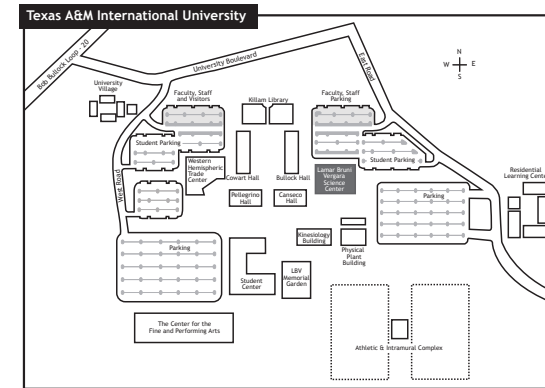 Texas A&M International University
Bob Bullock Loop - 20
University Boulevard
East Road
N
W E
S
University
Village
Faculty, Staff
and Visitors
Killam Library
Faculty, Staff
Parking
Student Parking
Student Parking
Western
Hemispheric
Trade
Center
Cowart Hall
Bullock Hall
Lamar Bruni
Vergara
Science
Center
Residential
Learning Cente
West Road
Pellegrino
Hall
Canseco
Hall
Parking
Kinesiology
Building
Physical
Plant
Building
Parking
Student
Center
LBV
Memorial
Garden
The Center for the
Fine and Performing Arts
Athletic & Intramural Complex